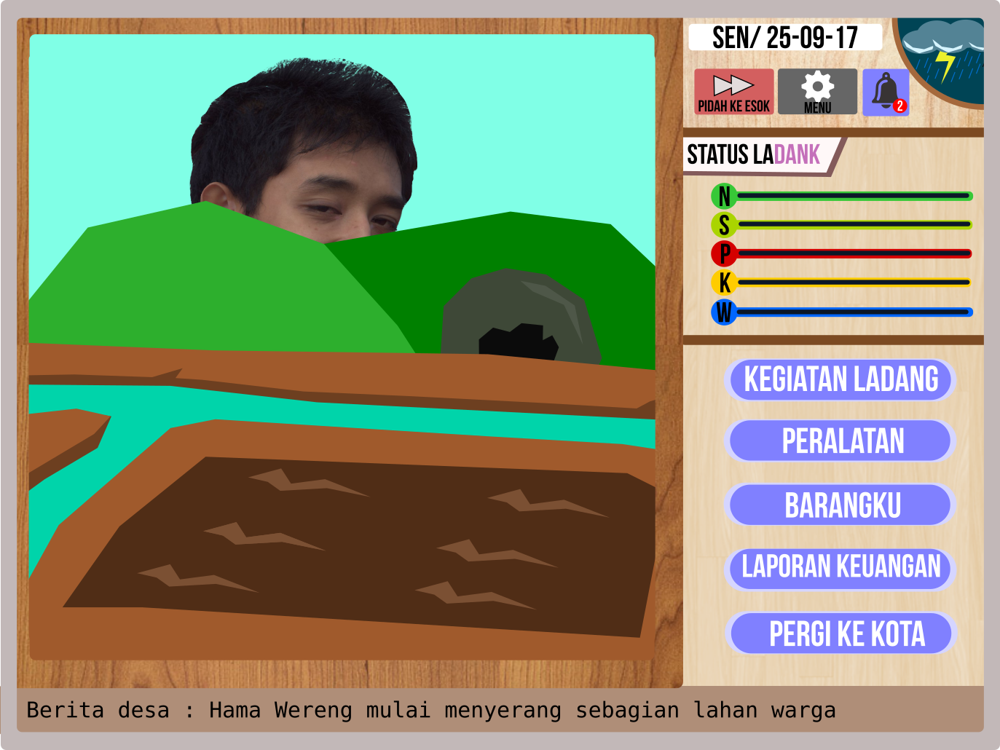 SEN/ 25-09-17
PIDAH KE ESOK
MENU
2
STATUS LADANK
N
S
P
K
W
KEGIATAN LADANG
PERALATAN
BARANGKU
LAPORAN KEUANGAN
PERGI KE KOTA
Berita desa : Hama Wereng mulai menyerang sebagian lahan warga